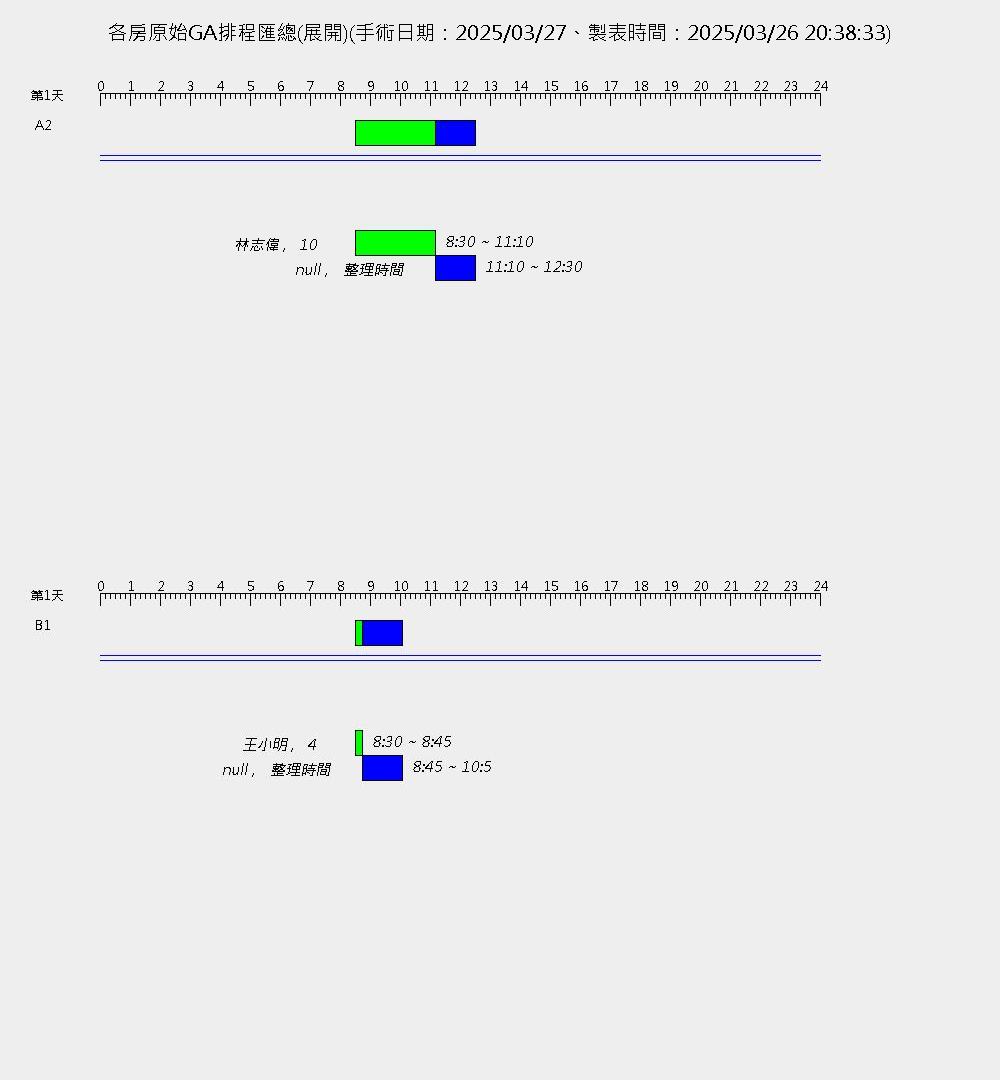 各房原始GA排程匯總(展開)(手術日期：2025/03/27、製表時間：2025/03/26 20:38:33)
第1天 0 1 2 3 4 5 6 7 8 9 10 11 12 13 14 15 16 17 18 19 20 21 22 23 24
A2
林志偉， 10 8:30 ~ 11:10
null， 整理時間 11:10 ~ 12:30
第1天 0 1 2 3 4 5 6 7 8 9 10 11 12 13 14 15 16 17 18 19 20 21 22 23 24
B1
王小明， 4 8:30 ~ 8:45
null， 整理時間 8:45 ~ 10:5